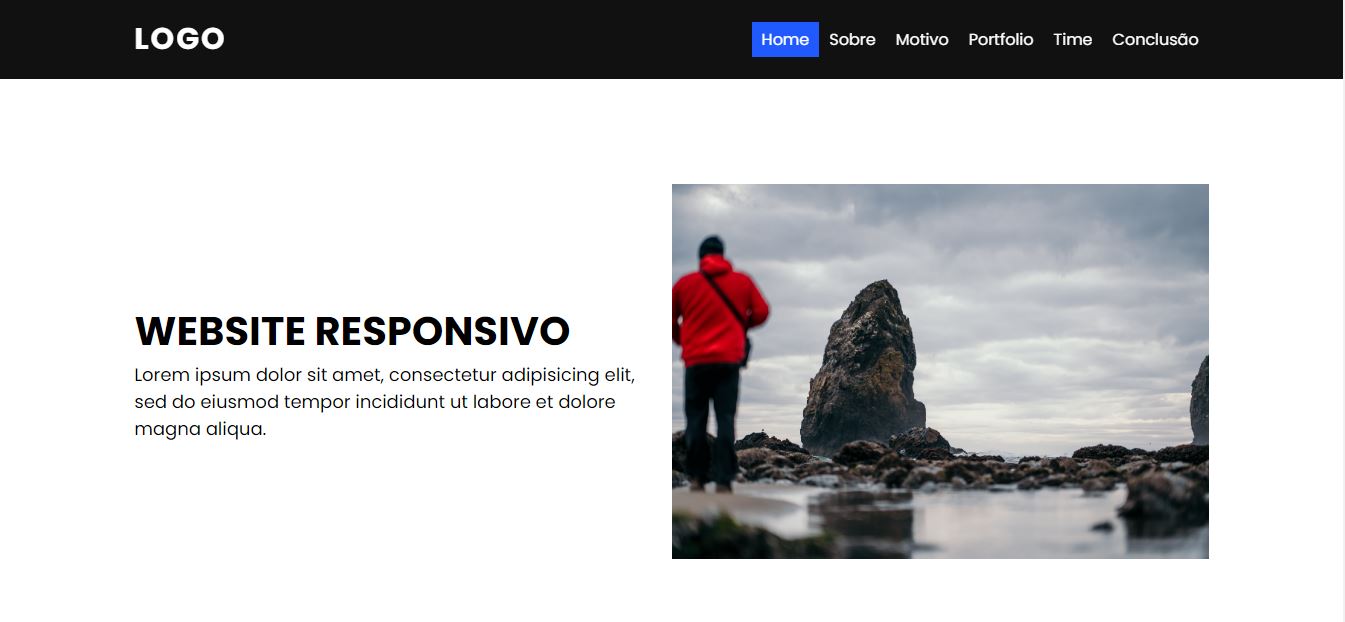 LOGO
Home Sobre Motivo Portfolio Time Conclusão
WEBSITE RESPONSIVO
Lorem ipsum dolor sit amet, consectetur adipisicing elit,
sed do eiusmod tempor incididunt ut labore et dolore
magna aliqua.